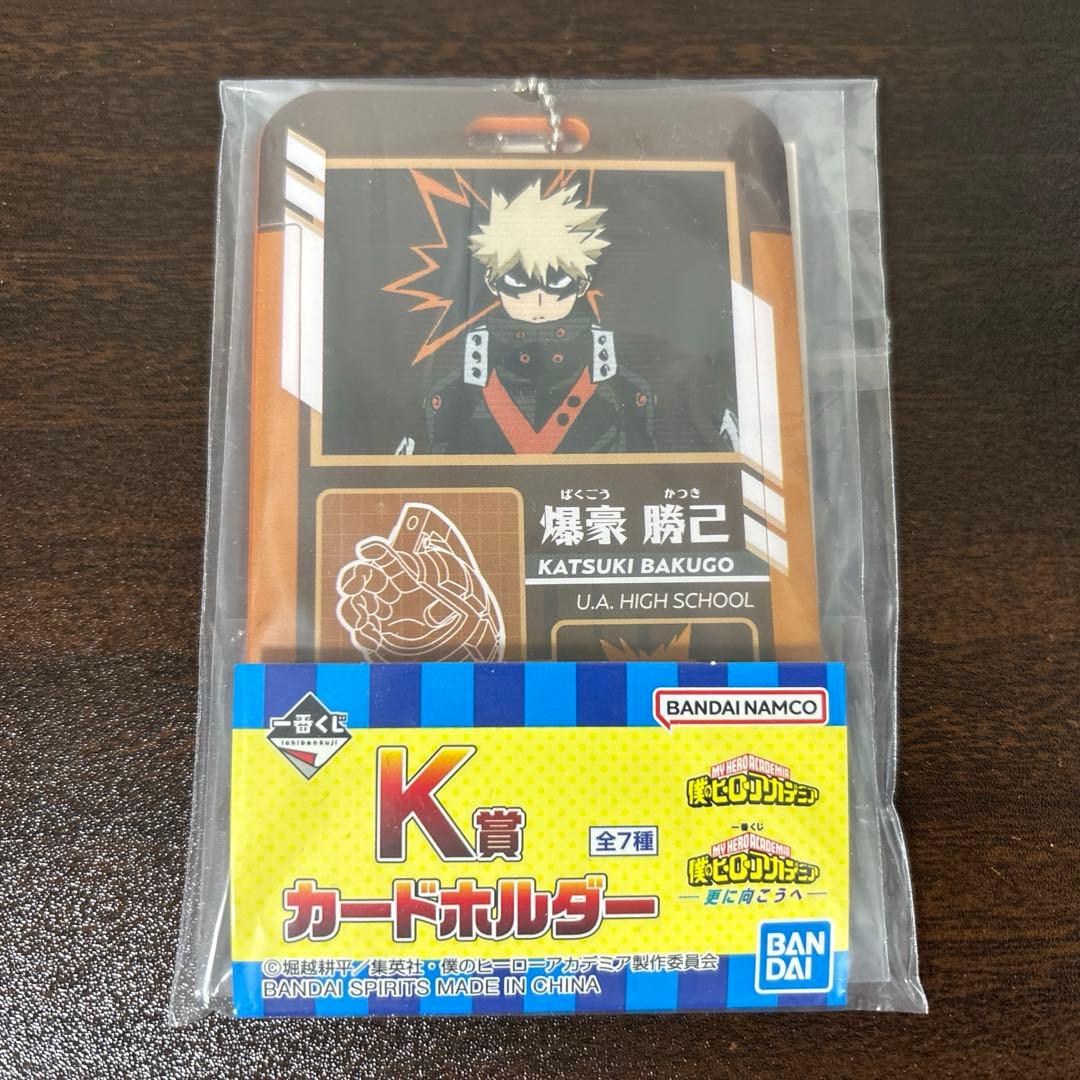 ばくごう かつき
爆豪 勝己
KATSUKI BAKUGO
U.A. HIGH SCHOOL
一番くじ
ichibankuji
BANDAI NAMCO
K賞
全7種
カードホルダー
MY HERO ACADEMIA
僕のヒーローアカデミア
一番くじ
MY HERO ACADEMIA
僕のヒーローアカデミア
更に向こうへ
©堀越耕平/集英社・僕のヒーローアカデミア製作委員会
BANDAI SPIRITS MADE IN CHINA
BAN
DAI